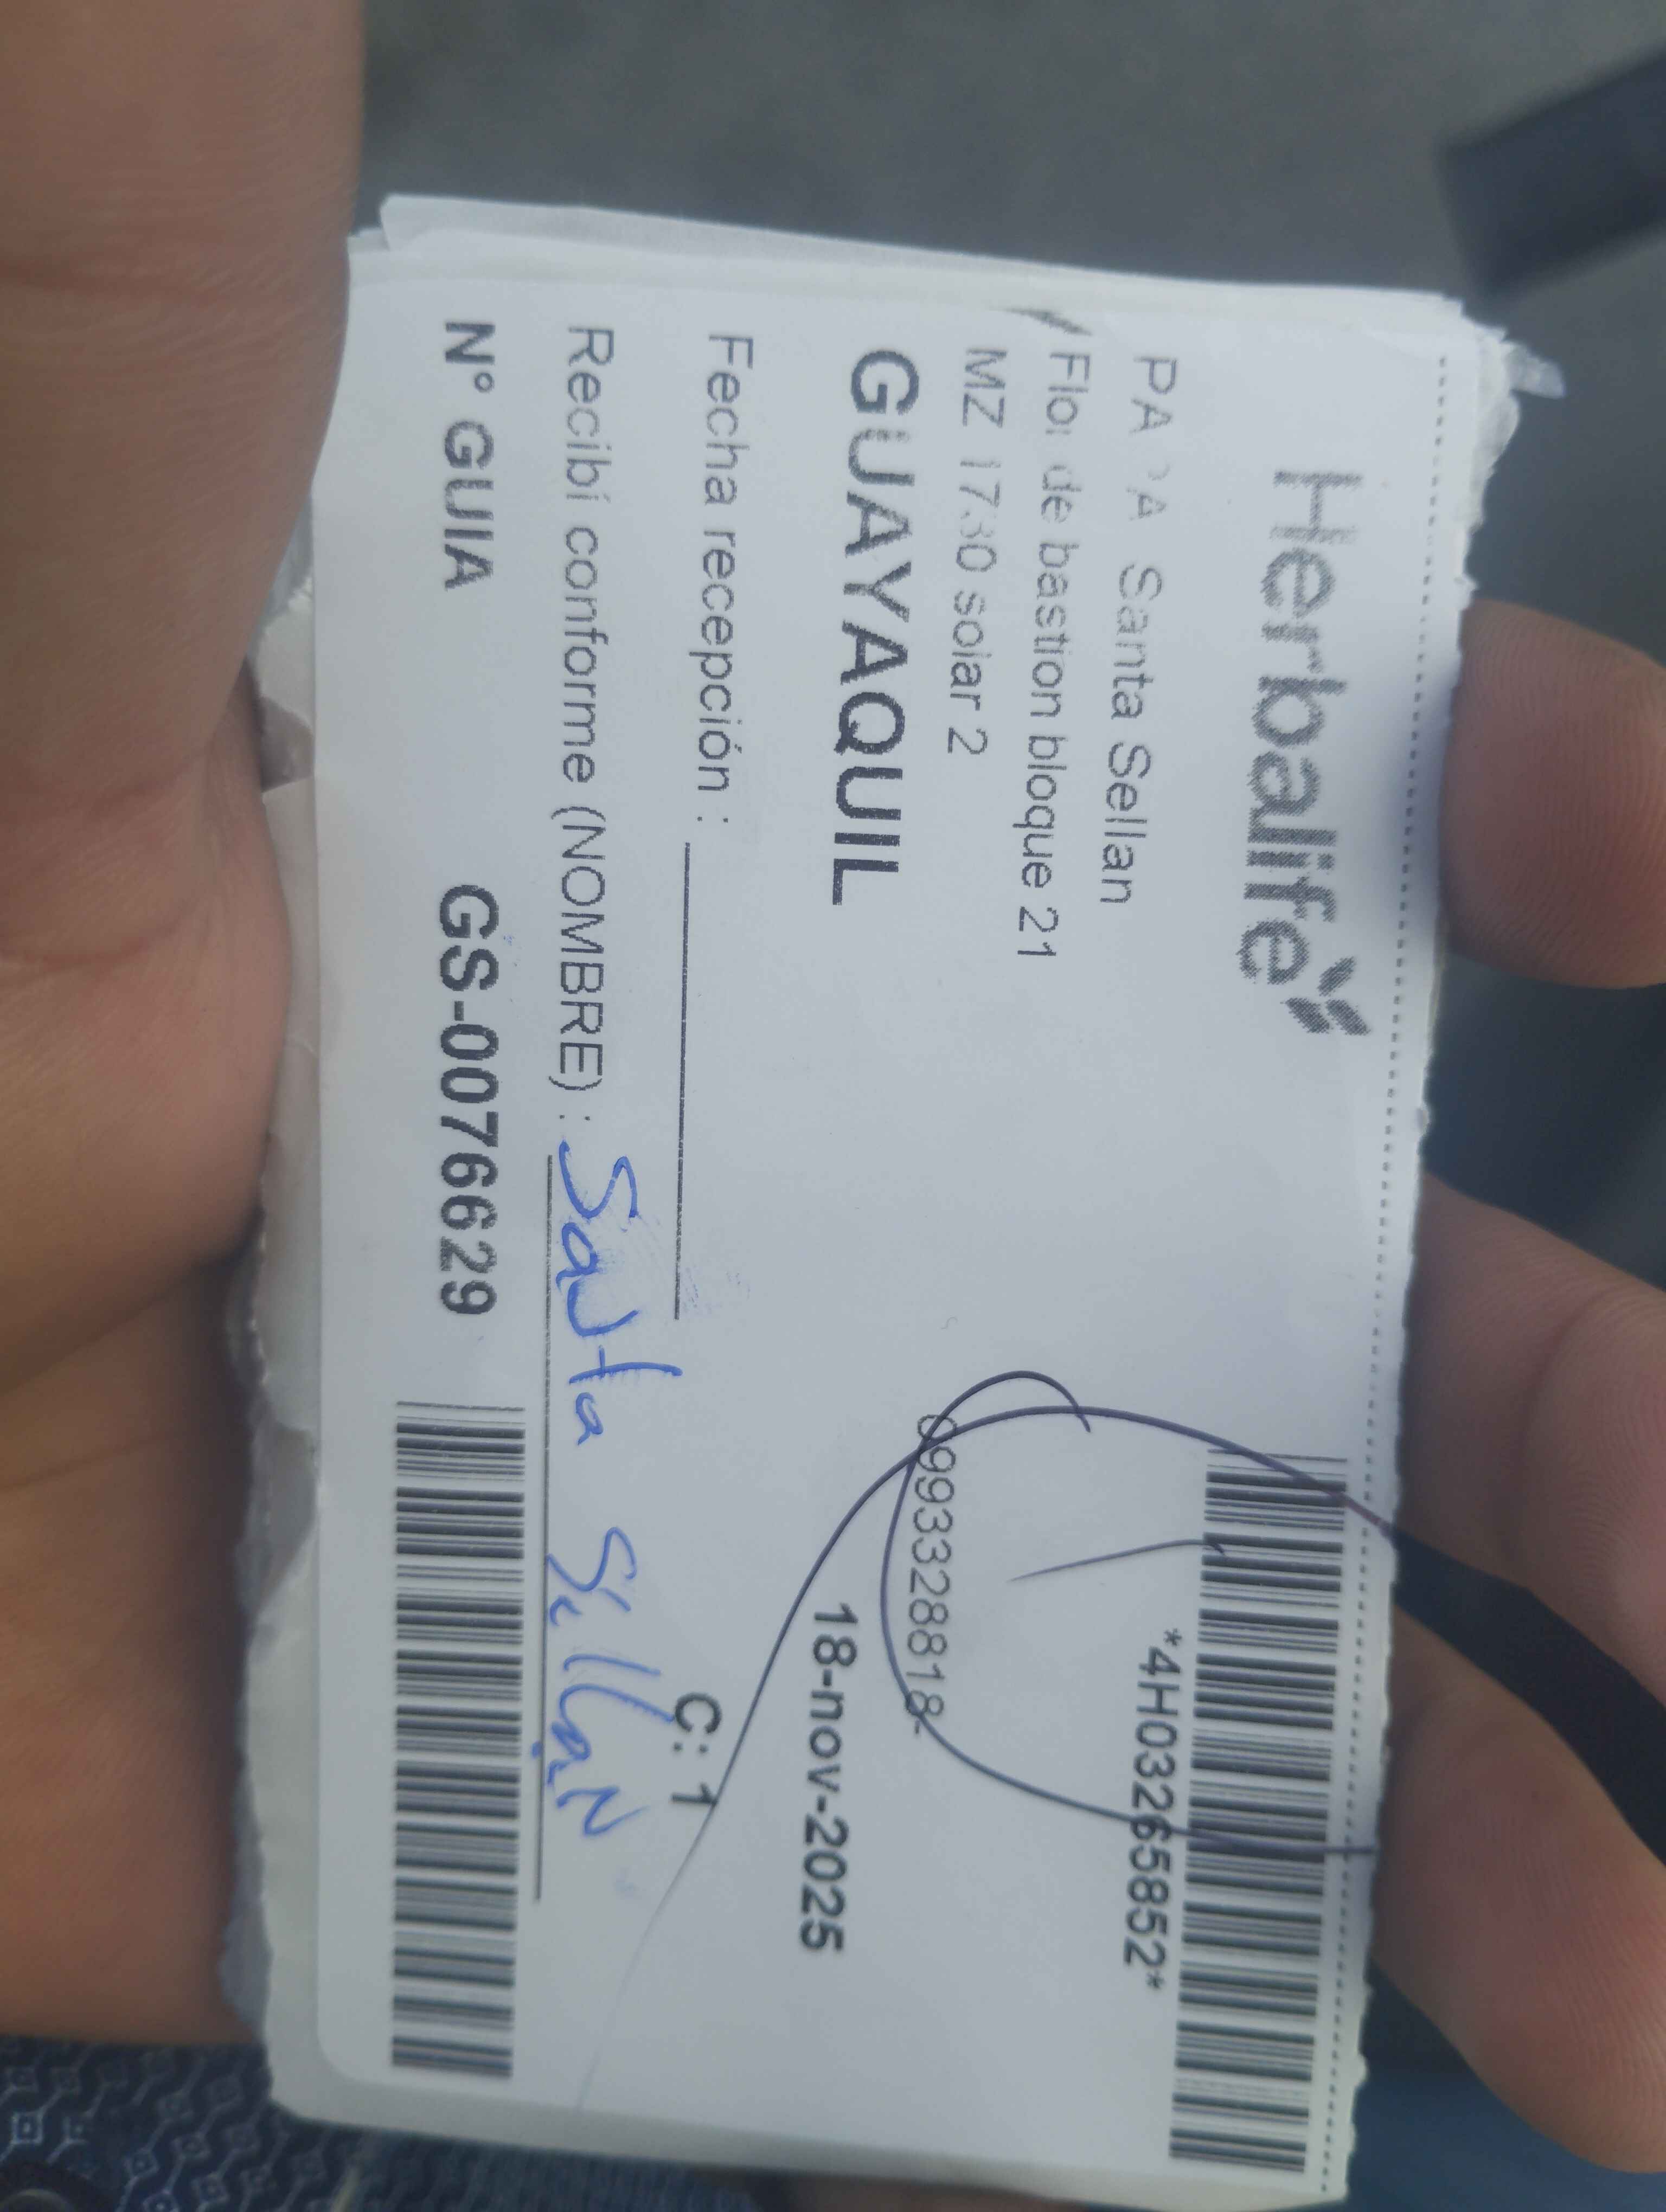 Herbalife
*4H03265852*
PARA Santa Sellan
Flor de bastion bloque 21
MZ 1730 solar 2
0993328818-
GUAYAQUIL
18-nov-2025
Fecha recepción :
C: 1
Recibí conforme (NOMBRE) : Santa Sellan
N° GUIA GS-0076629